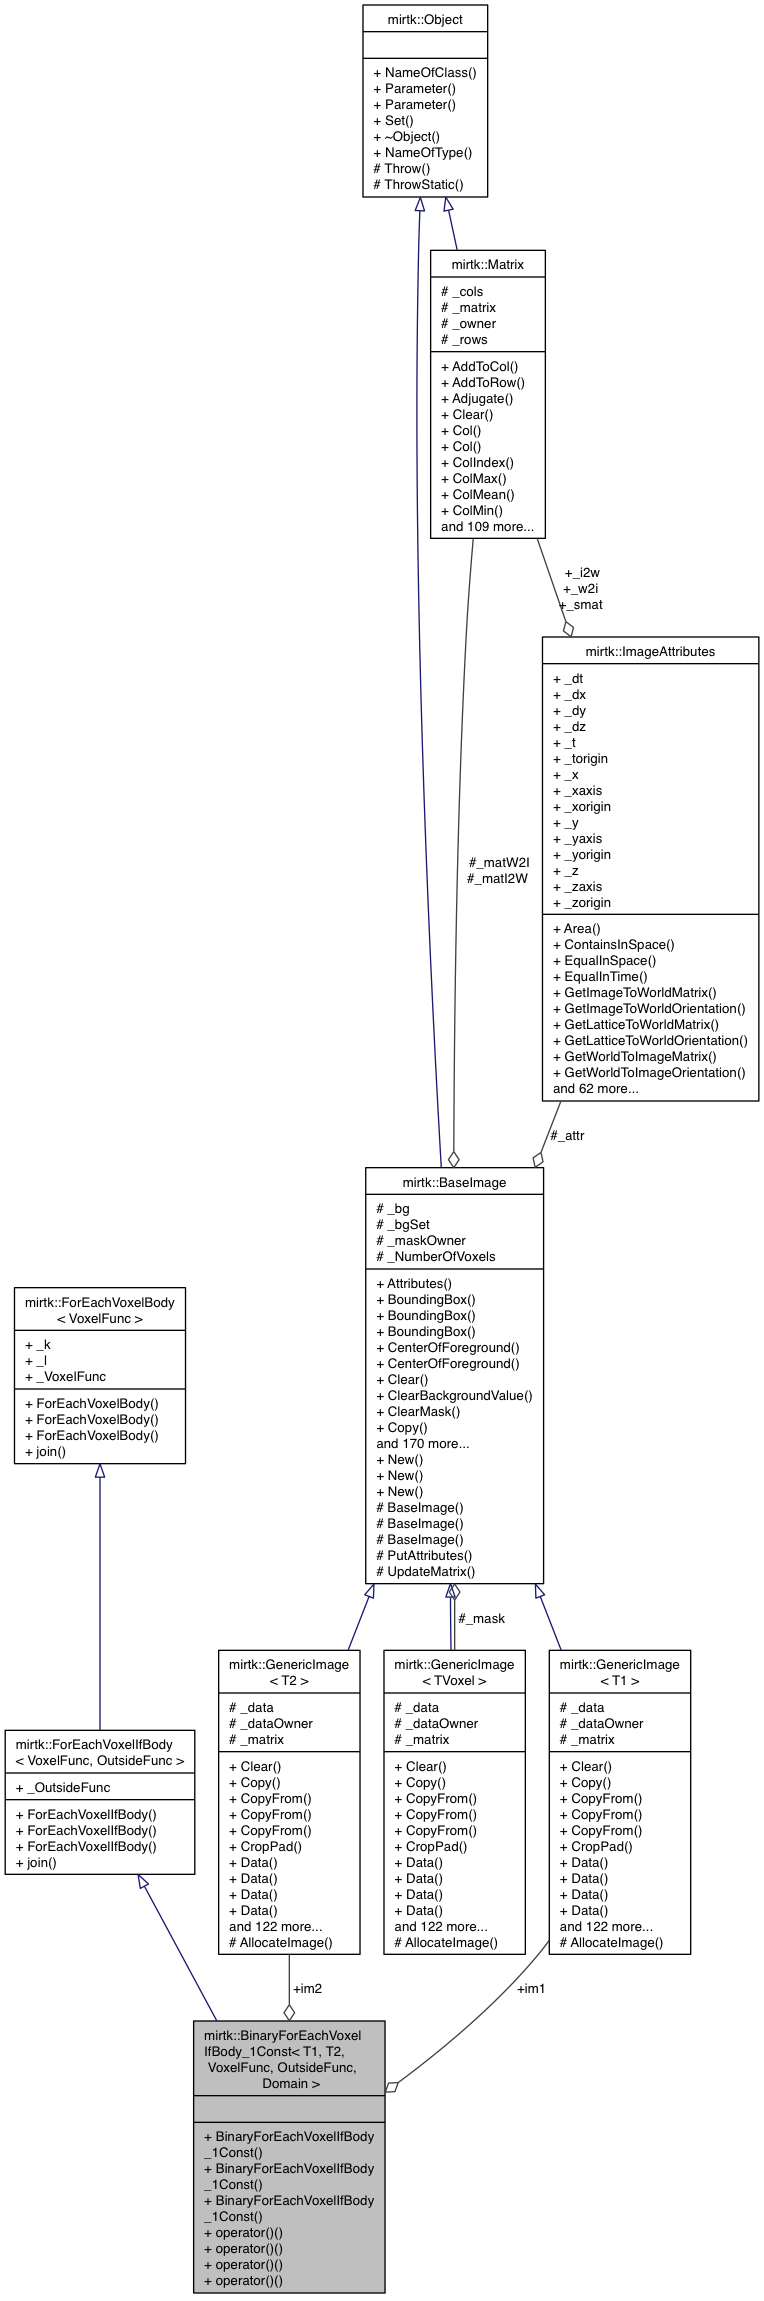 mirtk::Object
+ NameOfClass()
+ Parameter()
+ Parameter()
+ Set()
+ ~Object()
+ NameOfType()
# Throw()
# ThrowStatic()
mirtk::Matrix
# _cols
# _matrix
# _owner
# _rows
+ AddToCol()
+ AddToRow()
+ Adjugate()
+ Clear()
+ Col()
+ Col()
+ ColIndex()
+ ColMax()
+ ColMean()
+ ColMin()
and 109 more...
+_i2w
+_w2i
+_smat
mirtk::ImageAttributes
+ _dt
+ _dx
+ _dy
+ _dz
+ _t
+ _torigin
+ _x
+ _xaxis
+ _xorigin
+ _y
+ _yaxis
+ _yorigin
+ _z
+ _zaxis
+ _zorigin
+ Area()
+ ContainsInSpace()
+ EqualInSpace()
+ EqualInTime()
+ GetImageToWorldMatrix()
+ GetImageToWorldOrientation()
+ GetLatticeToWorldMatrix()
+ GetLatticeToWorldOrientation()
+ GetWorldToImageMatrix()
+ GetWorldToImageOrientation()
and 62 more...
#_matW2I
#_matI2W
#_attr
mirtk::BaseImage
# _bg
# _bgSet
# _maskOwner
# _NumberOfVoxels
+ Attributes()
+ BoundingBox()
+ BoundingBox()
+ BoundingBox()
+ CenterOfForeground()
+ CenterOfForeground()
+ Clear()
+ ClearBackgroundValue()
+ ClearMask()
+ Copy()
and 170 more...
+ New()
+ New()
+ New()
# BaseImage()
# BaseImage()
# BaseImage()
# PutAttributes()
# UpdateMatrix()
mirtk::ForEachVoxelBody
< VoxelFunc >
+ _k
+ _l
+ _VoxelFunc
+ ForEachVoxelBody()
+ ForEachVoxelBody()
+ ForEachVoxelBody()
+ join()
#_mask
mirtk::GenericImage
< T2 >
# _data
# _dataOwner
# _matrix
+ Clear()
+ Copy()
+ CopyFrom()
+ CopyFrom()
+ CopyFrom()
+ CropPad()
+ Data()
+ Data()
+ Data()
+ Data()
and 122 more...
# AllocateImage()
mirtk::GenericImage
< TVoxel >
# _data
# _dataOwner
# _matrix
+ Clear()
+ Copy()
+ CopyFrom()
+ CopyFrom()
+ CopyFrom()
+ CropPad()
+ Data()
+ Data()
+ Data()
+ Data()
and 122 more...
# AllocateImage()
mirtk::GenericImage
< T1 >
# _data
# _dataOwner
# _matrix
+ Clear()
+ Copy()
+ CopyFrom()
+ CopyFrom()
+ CopyFrom()
+ CropPad()
+ Data()
+ Data()
+ Data()
+ Data()
and 122 more...
# AllocateImage()
mirtk::ForEachVoxelIfBody
< VoxelFunc, OutsideFunc >
+ _OutsideFunc
+ ForEachVoxelIfBody()
+ ForEachVoxelIfBody()
+ ForEachVoxelIfBody()
+ join()
+im2
+im1
mirtk::BinaryForEachVoxel
IfBody_1Const< T1, T2,
VoxelFunc, OutsideFunc,
Domain >
+ BinaryForEachVoxelIfBody
_1Const()
+ BinaryForEachVoxelIfBody
_1Const()
+ BinaryForEachVoxelIfBody
_1Const()
+ operator()()
+ operator()()
+ operator()()
+ operator()()